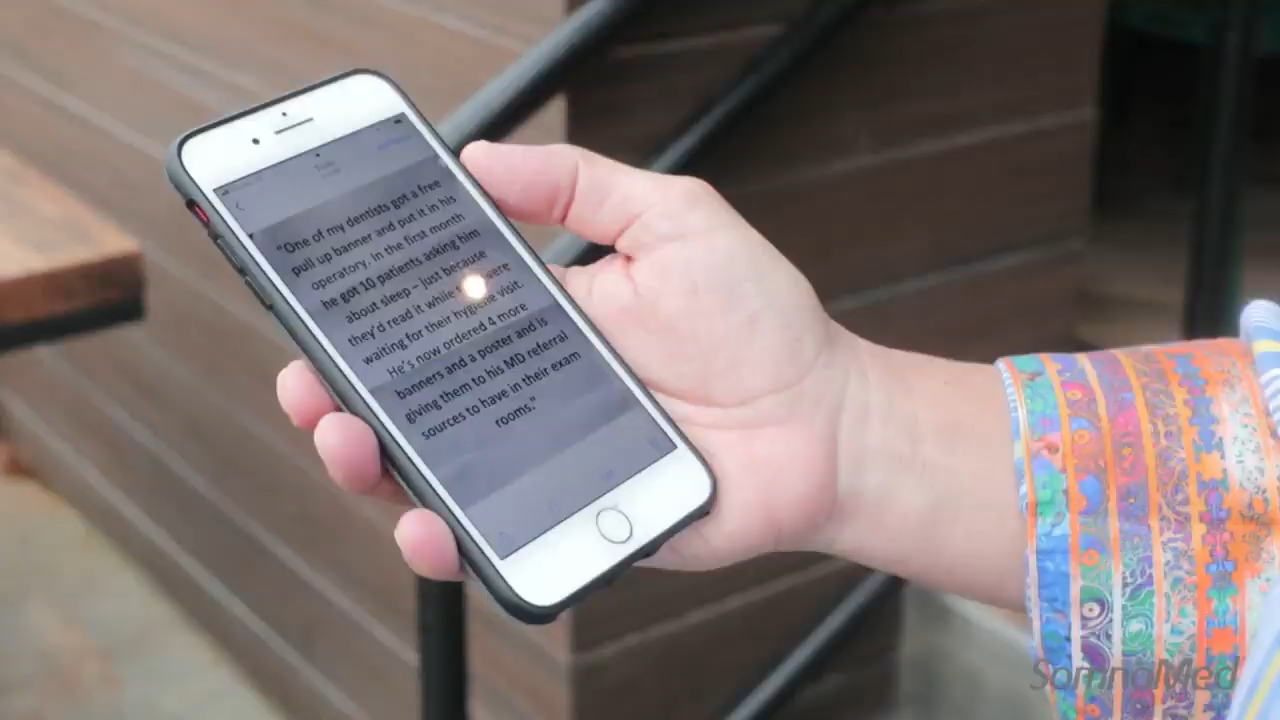 Today
"One of my dentists got a free
pull up banner and put it in his
operatory. In the first month
he got 10 patients asking him
about sleep – just because
they'd read it while were
waiting for their hygiene visit.
He's now ordered 4 more
banners and a poster and is
giving them to his MD referral
sources to have in their exam
rooms."
SomnoMed